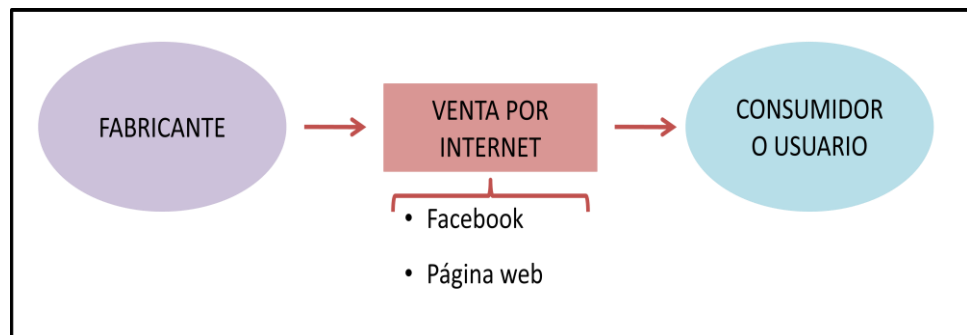 FABRICANTE
VENTA POR
INTERNET
CONSUMIDOR
O USUARIO
• Facebook
• Página web